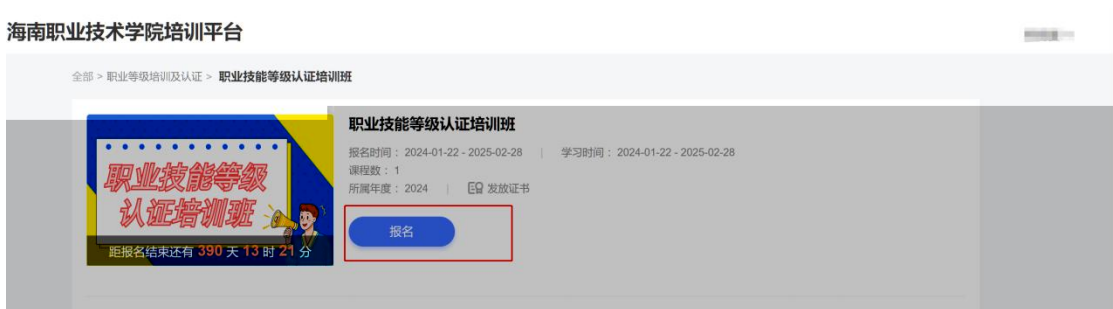 海南职业技术学院培训平台
全部 > 职业等级培训及认证 > 职业技能等级认证培训班
职业技能等级
认证培训班
距报名结束还有 390 天 13 时 21 分
职业技能等级认证培训班
报名时间： 2024-01-22 - 2025-02-28 | 学习时间： 2024-01-22 - 2025-02-28
课程数： 1
所属年度： 2024 | 发放证书
报名